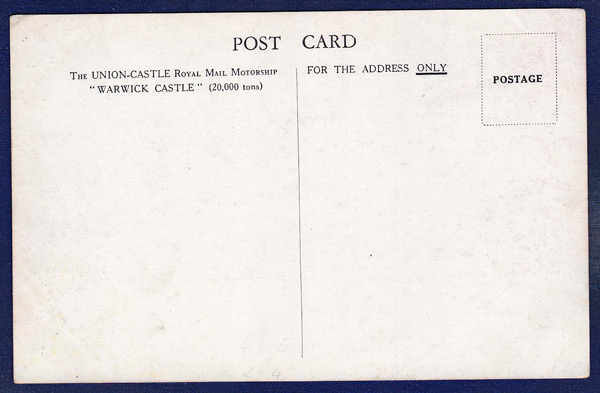 POST CARD
The UNION-CASTLE Royal Mail Motorship
"WARWICK CASTLE" (20,000 tons)
FOR THE ADDRESS ONLY
POSTAGE